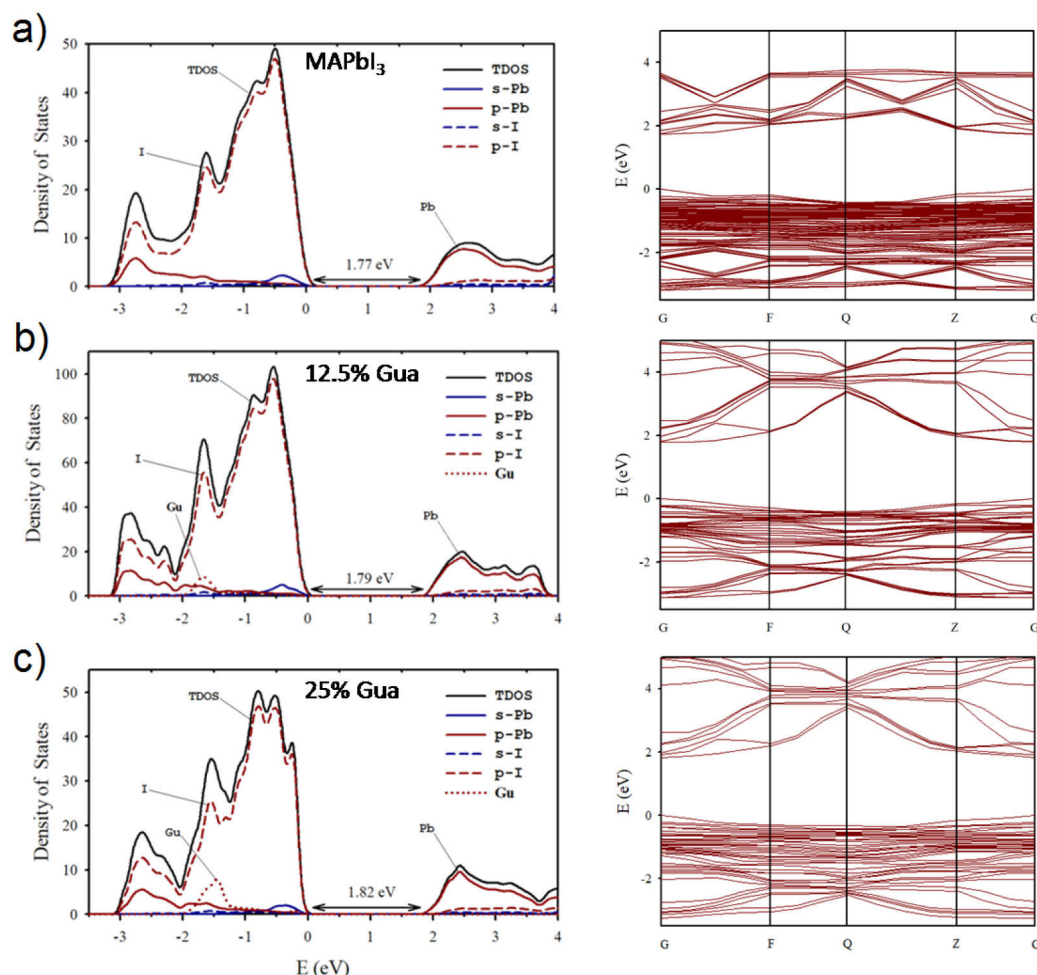 a)
MAPbI3
50
40
30
20
10
0
Density of States
TDOS
I
Pb
1.77 eV
TDOS
s-Pb
p-Pb
s-I
p-I
-3
-2
-1
0
1
2
3
4
E (eV)
4
2
0
-2
G
F
Q
Z
G
b)
12.5% Gua
100
80
60
40
20
0
Density of States
TDOS
I
Gu
Pb
1.79 eV
TDOS
s-Pb
p-Pb
s-I
p-I
Gu
-3
-2
-1
0
1
2
3
4
E (eV)
4
2
0
-2
G
F
Q
Z
G
c)
25% Gua
50
40
30
20
10
0
Density of States
TDOS
I
Gu
Pb
1.82 eV
TDOS
s-Pb
p-Pb
s-I
p-I
Gu
-3
-2
-1
0
1
2
3
4
E (eV)
E (eV)
4
2
0
-2
G
F
Q
Z
G